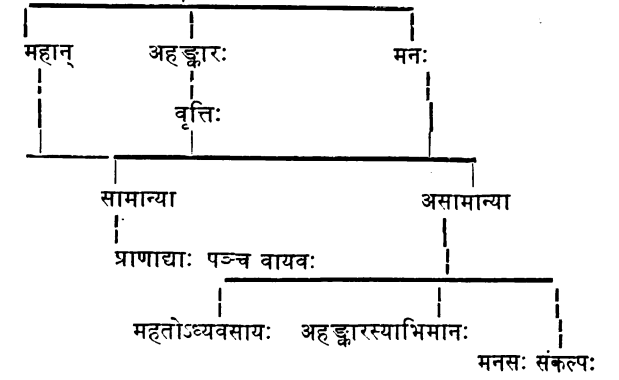 महान् अहङ्कारः मनः
वृत्तिः
सामान्या असामान्या
प्राणाद्याः पञ्च वायवः
महतोऽध्यवसायः अहङ्कारस्याभिमानः
मनसः संकल्पः